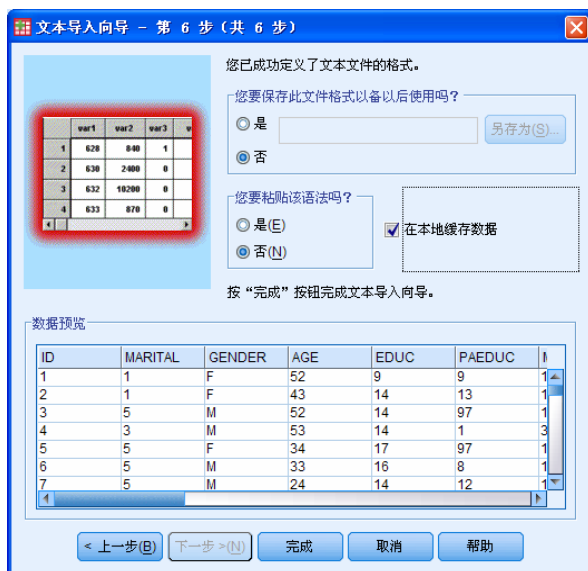 文本导入向导 - 第 6 步（共 6 步）
您已成功定义了文本文件的格式。
您要保存此文件格式以备以后使用吗？
是
另存为(S)...
否
var1 var2 var3 v
1 628 840 1
2 630 2400 0
3 632 10200 0
4 633 870 0
您要粘贴该语法吗？
是(E)
否(N)
在本地缓存数据
按“完成”按钮完成文本导入向导。
数据预览
ID MARITAL GENDER AGE EDUC PAEDUC M
1 1 F 52 9 9 1
2 1 F 43 14 13 1
3 5 M 52 14 97 1
4 3 M 53 14 1 3
5 5 F 34 17 97 1
6 5 M 33 16 8 1
7 5 M 24 14 12 1
< 上一步(B) 下一步 >(N) 完成 取消 帮助